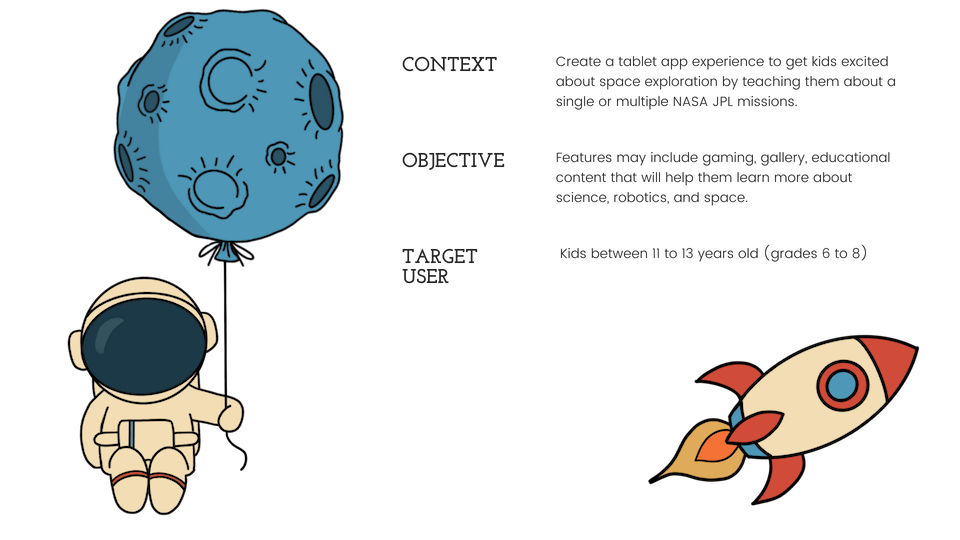 CONTEXT
Create a tablet app experience to get kids excited
about space exploration by teaching them about a
single or multiple NASA JPL missions.
OBJECTIVE
Features may include gaming, gallery, educational
content that will help them learn more about
science, robotics, and space.
TARGET
USER
Kids between 11 to 13 years old (grades 6 to 8)